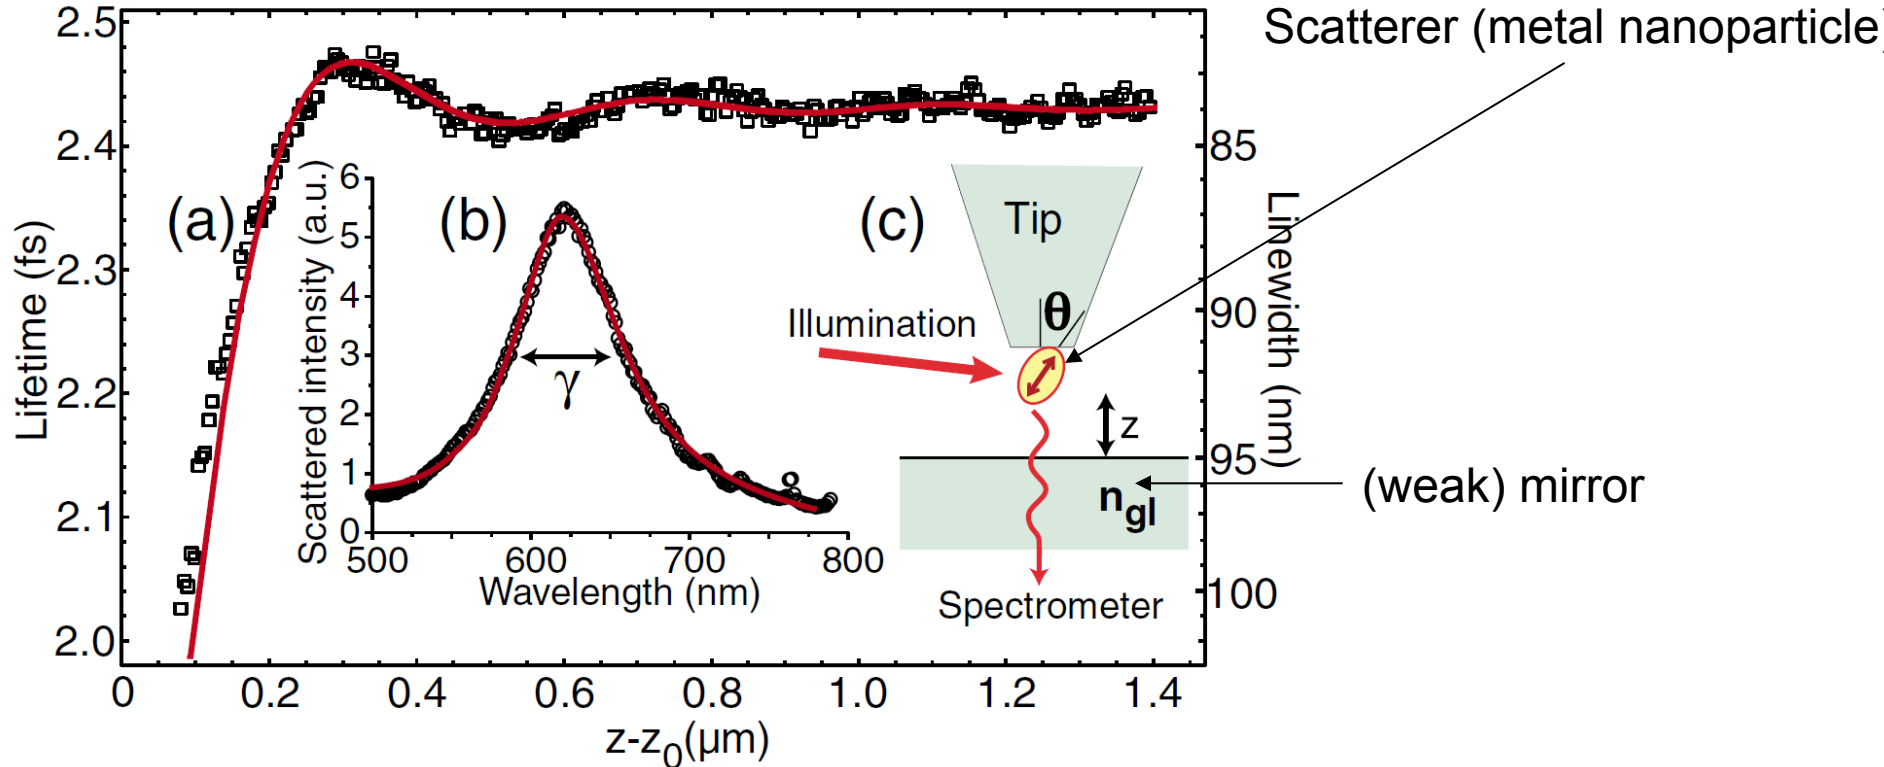 Scatterer (metal nanoparticle)
2.5
2.4
2.3
2.2
2.1
2.0
Lifetime (fs)
(a)
0
0.2
0.4
0.6
0.8
1.0
1.2
1.4
z-z0(µm)
85
90
95
100
Linewidth (nm)
(b)
Scattered intensity (a.u.)
6
5
4
3
2
1
0
γ
500
600
700
800
Wavelength (nm)
(c)
Tip
θ
Illumination
z
ngl
Spectrometer
(weak) mirror